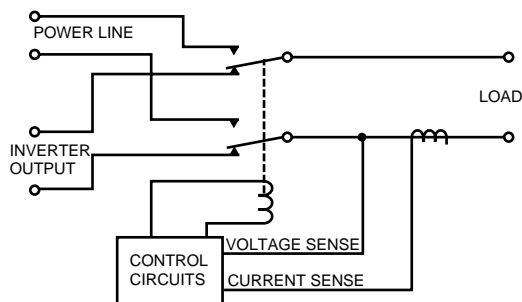 POWER LINE
LOAD
INVERTER
OUTPUT
VOLTAGE SENSE
CONTROL
CIRCUITS
CURRENT SENSE